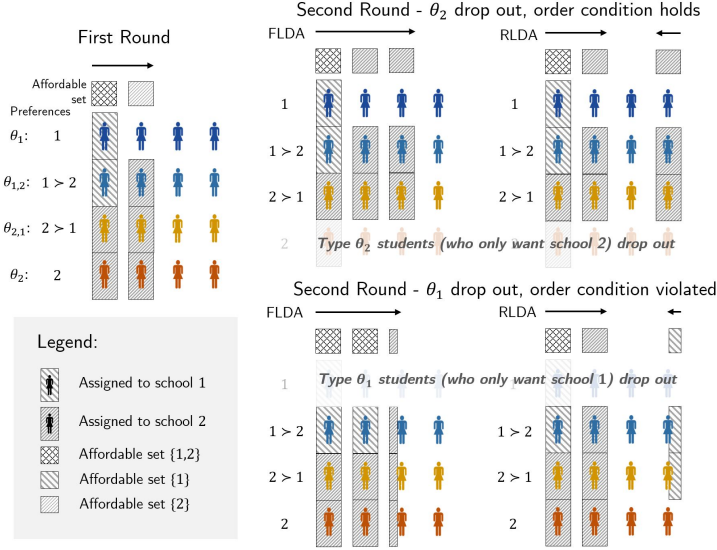 First Round
Affordable
set
Preferences
θ₁: 1
θ₁,₂: 1 ≻ 2
θ₂,₁: 2 ≻ 1
θ₂: 2
Legend:
Assigned to school 1
Assigned to school 2
Affordable set {1,2}
Affordable set {1}
Affordable set {2}
Second Round - θ₂ drop out, order condition holds
FLDA
RLDA
1
1
1 ≻ 2
1 ≻ 2
2 ≻ 1
2 ≻ 1
2
Type θ₂ students (who only want school 2) drop out
Second Round - θ₁ drop out, order condition violated
FLDA
RLDA
1
1
Type θ₁ students (who only want school 1) drop out
1 ≻ 2
1 ≻ 2
2 ≻ 1
2 ≻ 1
2
2